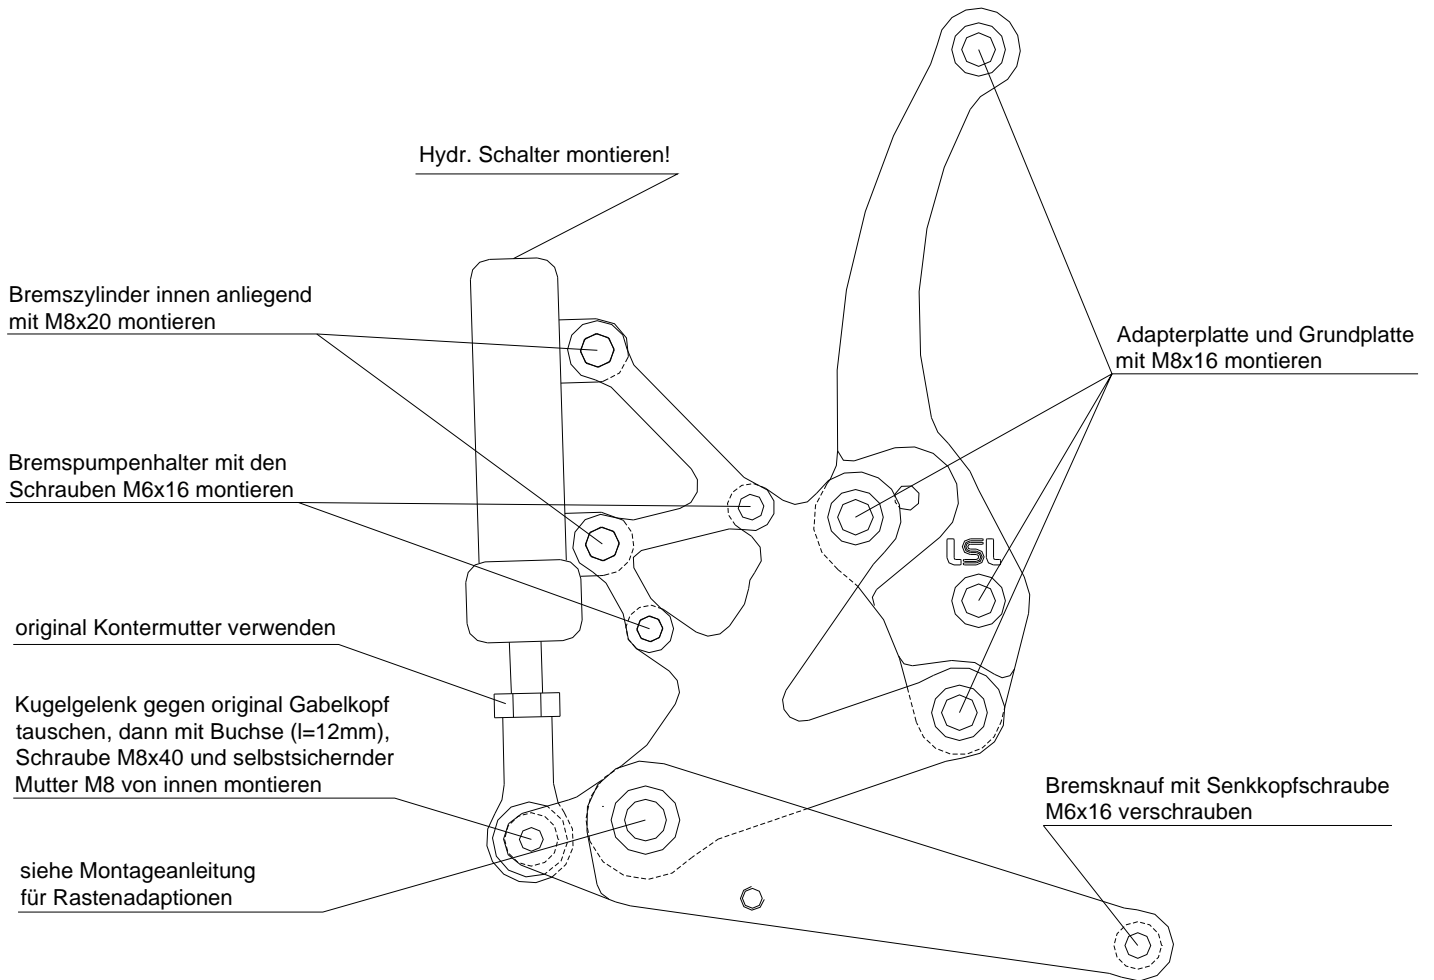 Hydr. Schalter montieren!
Bremszylinder innen anliegend
mit M8x20 montieren
Adapterplatte und Grundplatte
mit M8x16 montieren
Bremspumpenhalter mit den
Schrauben M6x16 montieren
LSL
original Kontermutter verwenden
Kugelgelenk gegen original Gabelkopf
tauschen, dann mit Buchse (l=12mm),
Schraube M8x40 und selbstsichernder
Mutter M8 von innen montieren
Bremsknauf mit Senkkopfschraube
M6x16 verschrauben
siehe Montageanleitung
für Rastenadaptionen